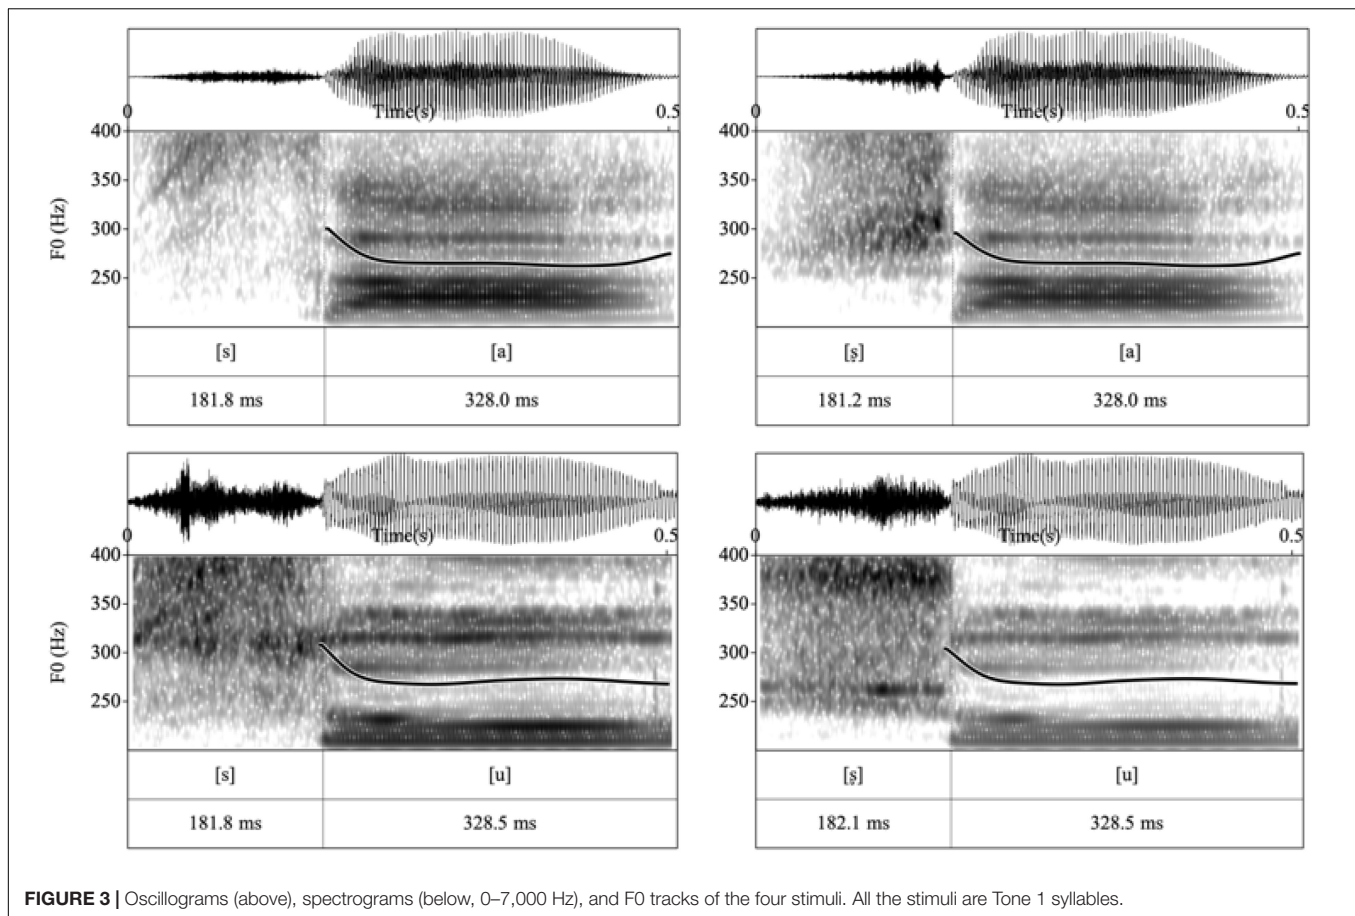 0 Time(s) 0.5
400
350
300
250
F0 (Hz)
[s] [a]
181.8 ms 328.0 ms
0 Time(s) 0.5
400
350
300
250
[ʂ] [a]
181.2 ms 328.0 ms
0 Time(s) 0.5
400
350
300
250
F0 (Hz)
[s] [u]
181.8 ms 328.5 ms
0 Time(s) 0.5
400
350
300
250
[ʂ] [u]
182.1 ms 328.5 ms
FIGURE 3 | Oscillograms (above), spectrograms (below, 0–7,000 Hz), and F0 tracks of the four stimuli. All the stimuli are Tone 1 syllables.